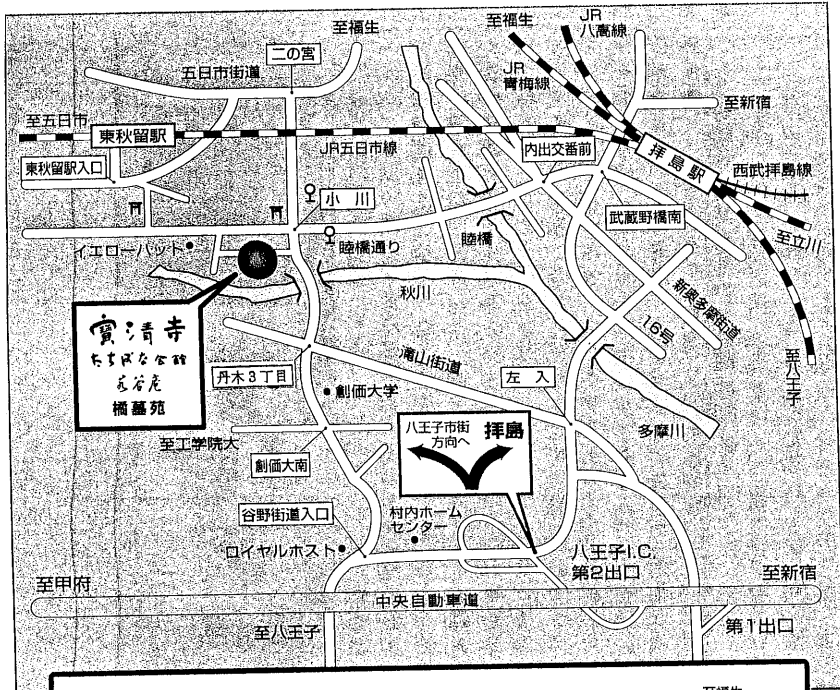 至福生
二の宮
五日市街道
至福生
JR
八高線
JR
青梅線
至五日市
東秋留駅
JR五日市線
至新宿
内出交番前
拝島駅
西武拝島線
東秋留駅入口
小川
武蔵野橋南
至立川
イエローハット
睦橋通り
睦橋
秋川
新奥多摩街道
16号
至八王子
寳清寺
たちばな会館
橘墓苑
滝山街道
丹木3丁目
創価大学
左入
多摩川
至工学院大
創価大南
八王子市街
方向へ
拝島
谷野街道入口
村内ホーム
センター
ロイヤルホスト
八王子I.C.
第2出口
至甲府
至新宿
中央自動車道
至八王子
第1出口
至福生